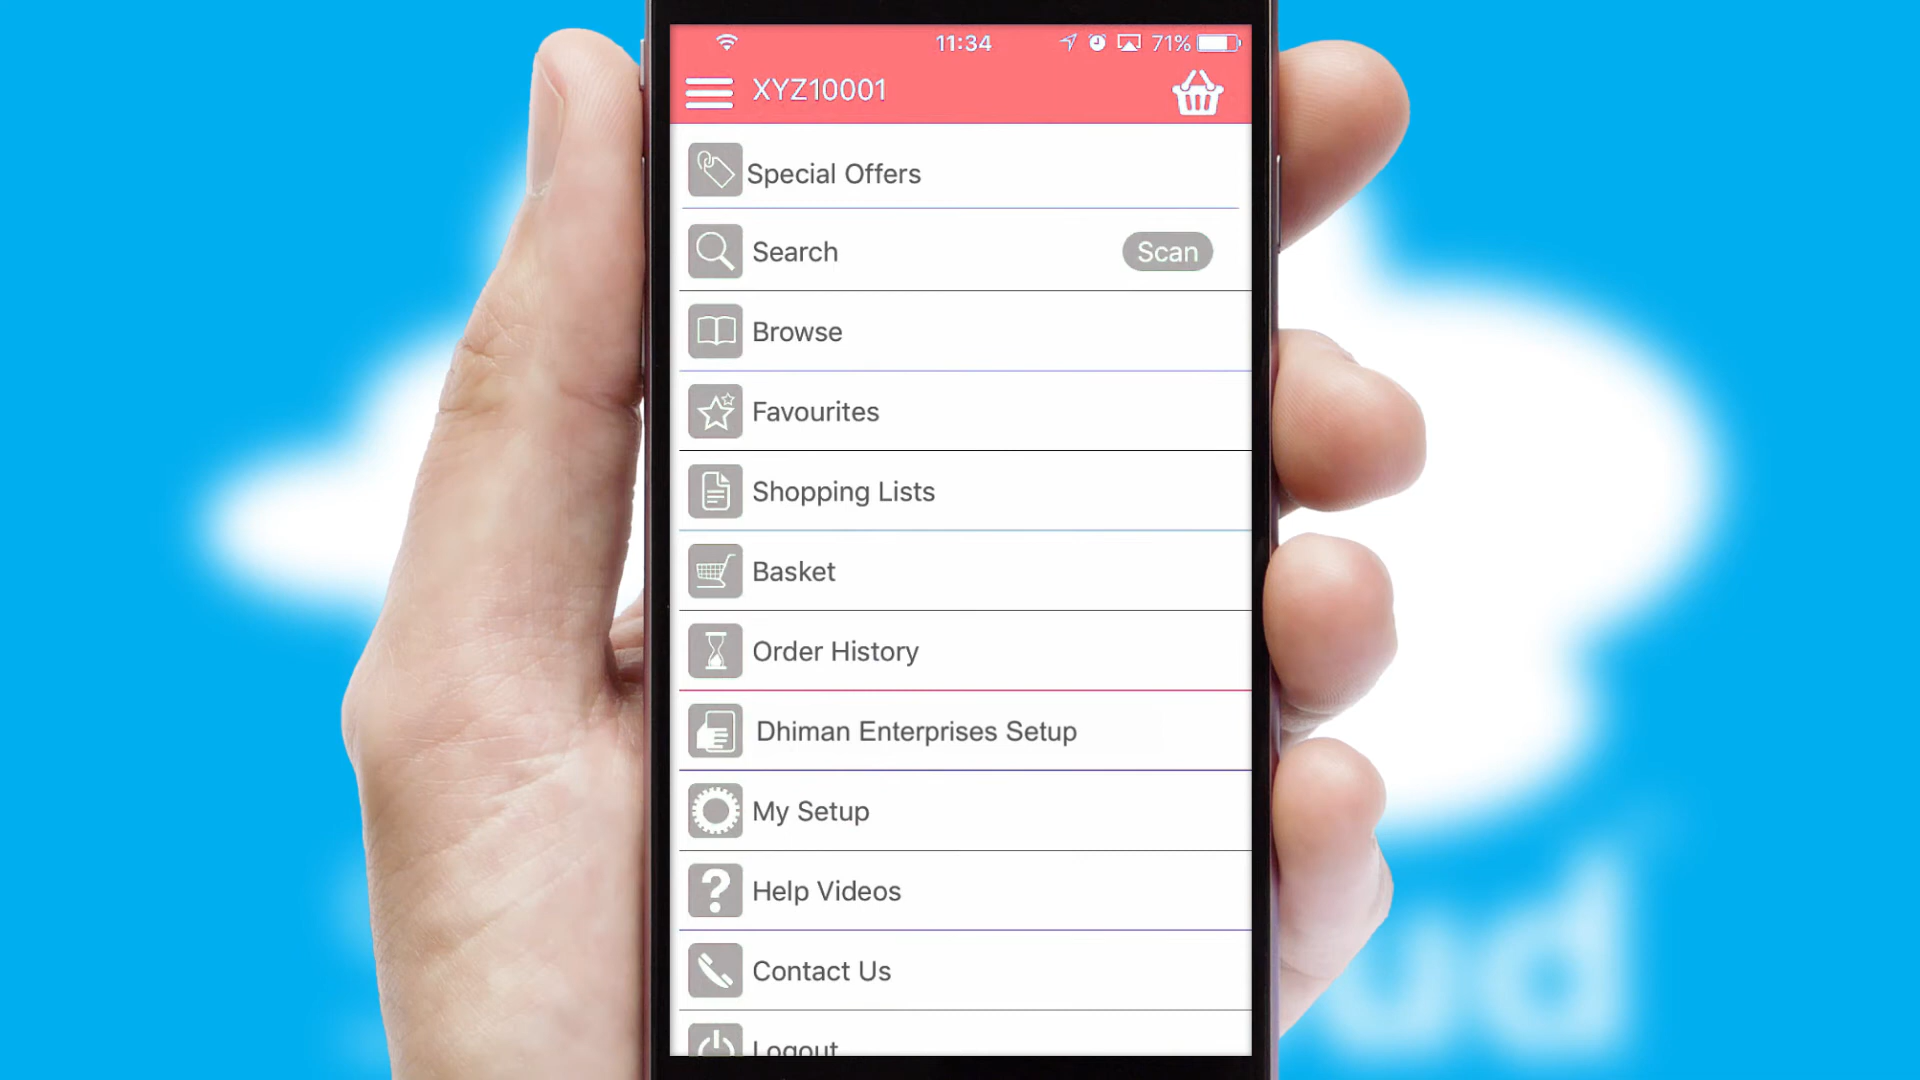 11:34
71%
XYZ10001
Special Offers
Search
Scan
Browse
Favourites
Shopping Lists
Basket
Order History
Dhiman Enterprises Setup
My Setup
Help Videos
Contact Us
Logout